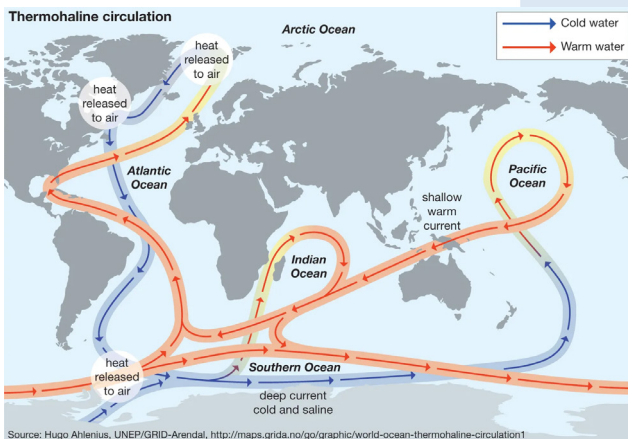 Thermohaline circulation
Arctic Ocean
Cold water
Warm water
heat
released
to air
heat
released
to air
Atlantic
Ocean
Pacific
Ocean
shallow
warm
current
Indian
Ocean
heat
released
to air
Southern Ocean
deep current
cold and saline
Source: Hugo Ahlenius, UNEP/GRID-Arendal, http://maps.grida.no/go/graphic/world-ocean-thermohaline-circulation1